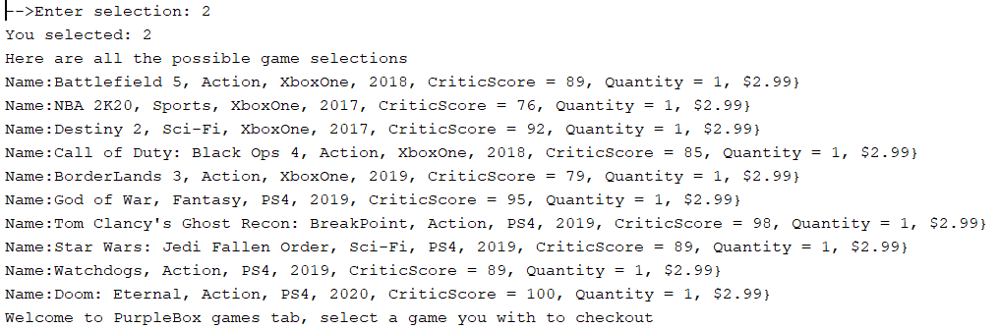 -->Enter selection: 2
You selected: 2
Here are all the possible game selections
Name:Battlefield 5, Action, XboxOne, 2018, CriticScore = 89, Quantity = 1, $2.99}
Name:NBA 2K20, Sports, XboxOne, 2017, CriticScore = 76, Quantity = 1, $2.99}
Name:Destiny 2, Sci-Fi, XboxOne, 2017, CriticScore = 92, Quantity = 1, $2.99}
Name:Call of Duty: Black Ops 4, Action, XboxOne, 2018, CriticScore = 85, Quantity = 1, $2.99}
Name:BorderLands 3, Action, XboxOne, 2019, CriticScore = 79, Quantity = 1, $2.99}
Name:God of War, Fantasy, PS4, 2019, CriticScore = 95, Quantity = 1, $2.99}
Name:Tom Clancy's Ghost Recon: BreakPoint, Action, PS4, 2019, CriticScore = 98, Quantity = 1, $2.99}
Name:Star Wars: Jedi Fallen Order, Sci-Fi, PS4, 2019, CriticScore = 89, Quantity = 1, $2.99}
Name:Watchdogs, Action, PS4, 2019, CriticScore = 89, Quantity = 1, $2.99}
Name:Doom: Eternal, Action, PS4, 2020, CriticScore = 100, Quantity = 1, $2.99}
Welcome to PurpleBox games tab, select a game you with to checkout